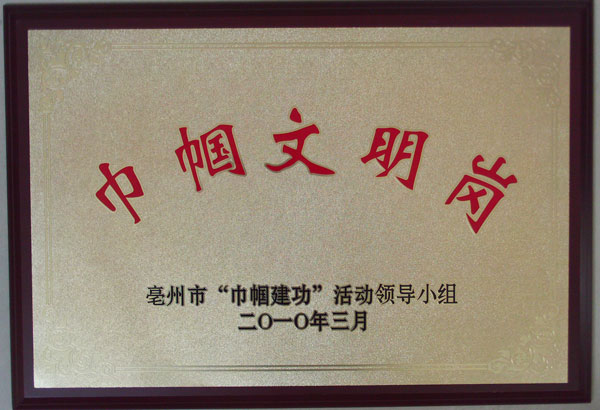 巾帼文明岗
亳州市“巾帼建功”活动领导小组
二〇一〇年三月